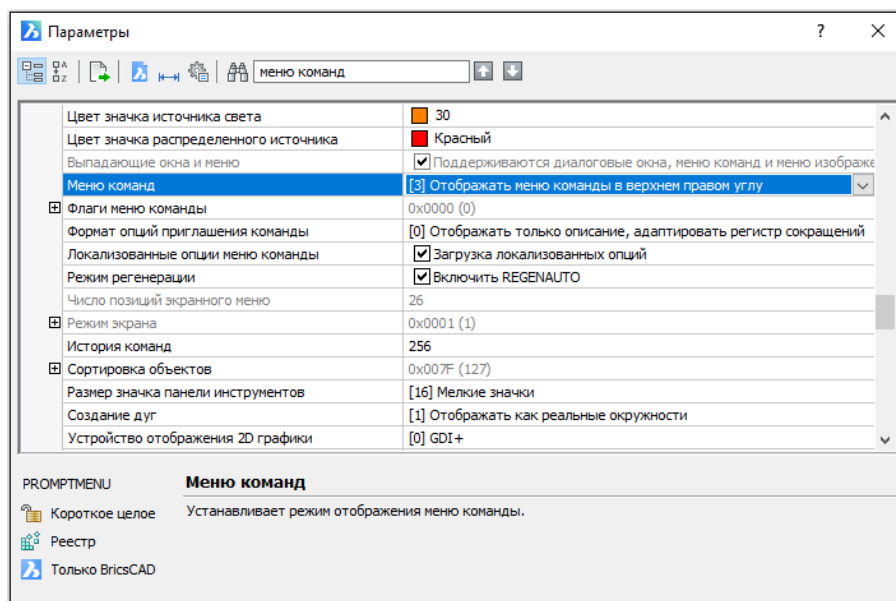 Параметры
?
меню команд
Цвет значка источника света 30
Цвет значка распределенного источника Красный
Выпадающие окна и меню Поддерживаются диалоговые окна, меню команд и меню изображе
Меню команд [3] Отображать меню команды в верхнем правом углу
Флаги меню команды 0x0000 (0)
Формат опций приглашения команды [0] Отображать только описание, адаптировать регистр сокращений
Локализованные опции меню команды Загрузка локализованных опций
Режим регенерации Включить REGENAUTO
Число позиций экранного меню 26
Режим экрана 0x0001 (1)
История команд 256
Сортировка объектов 0x007F (127)
Размер значка панели инструментов [16] Мелкие значки
Создание дуг [1] Отображать как реальные окружности
Устройство отображения 2D графики [0] GDI+
PROMPTMENU Меню команд
Короткое целое Устанавливает режим отображения меню команды.
Реестр
Только BricsCAD